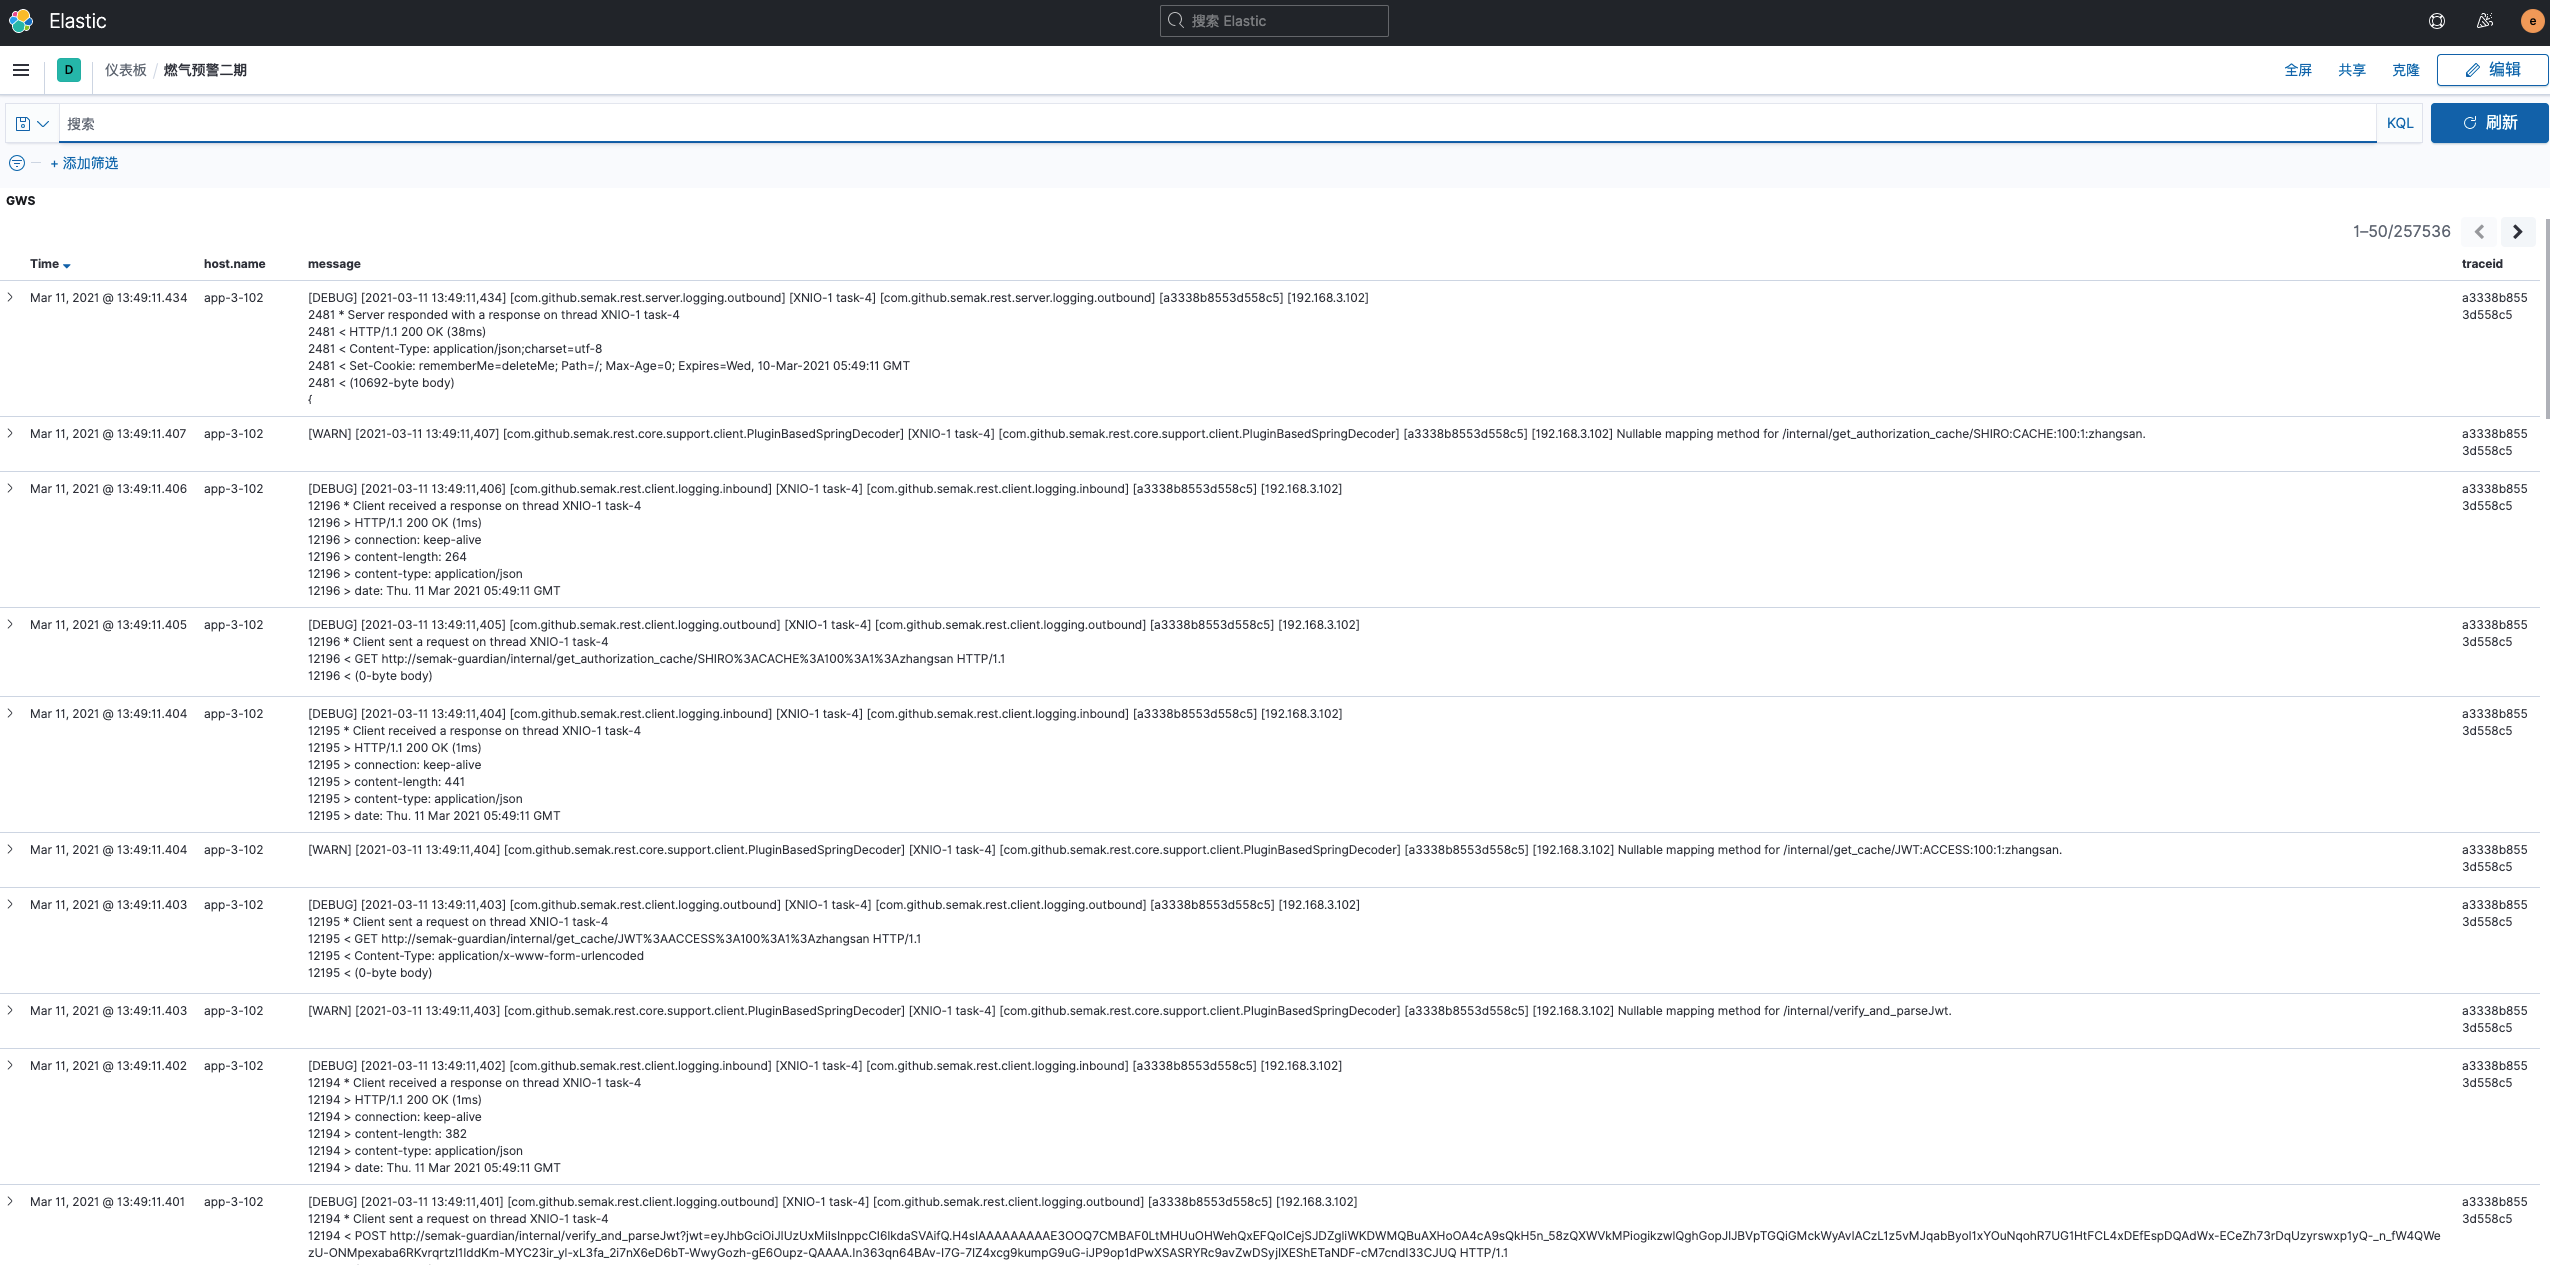 Elastic
搜索 Elastic
e
D
仪表板 / 燃气预警二期
全屏
共享
克隆
编辑
搜索
KQL
刷新
+ 添加筛选
GWS
1–50/257536
Time
host.name
message
traceid
Mar 11, 2021 @ 13:49:11.434
app-3-102
[DEBUG] [2021-03-11 13:49:11,434] [com.github.semak.rest.server.logging.outbound] [XNIO-1 task-4] [com.github.semak.rest.server.logging.outbound] [a3338b8553d558c5] [192.168.3.102]
2481 * Server responded with a response on thread XNIO-1 task-4
2481 < HTTP/1.1 200 OK (38ms)
2481 < Content-Type: application/json;charset=utf-8
2481 < Set-Cookie: rememberMe=deleteMe; Path=/; Max-Age=0; Expires=Wed, 10-Mar-2021 05:49:11 GMT
2481 < (10692-byte body)
{
a3338b855
3d558c5
Mar 11, 2021 @ 13:49:11.407
app-3-102
[WARN] [2021-03-11 13:49:11,407] [com.github.semak.rest.core.support.client.PluginBasedSpringDecoder] [XNIO-1 task-4] [com.github.semak.rest.core.support.client.PluginBasedSpringDecoder] [a3338b8553d558c5] [192.168.3.102] Nullable mapping method for /internal/get_authorization_cache/SHIRO:CACHE:100:1:zhangsan.
a3338b855
3d558c5
Mar 11, 2021 @ 13:49:11.406
app-3-102
[DEBUG] [2021-03-11 13:49:11,406] [com.github.semak.rest.client.logging.inbound] [XNIO-1 task-4] [com.github.semak.rest.client.logging.inbound] [a3338b8553d558c5] [192.168.3.102]
12196 * Client received a response on thread XNIO-1 task-4
12196 > HTTP/1.1 200 OK (1ms)
12196 > connection: keep-alive
12196 > content-length: 264
12196 > content-type: application/json
12196 > date: Thu. 11 Mar 2021 05:49:11 GMT
a3338b855
3d558c5
Mar 11, 2021 @ 13:49:11.405
app-3-102
[DEBUG] [2021-03-11 13:49:11,405] [com.github.semak.rest.client.logging.outbound] [XNIO-1 task-4] [com.github.semak.rest.client.logging.outbound] [a3338b8553d558c5] [192.168.3.102]
12196 * Client sent a request on thread XNIO-1 task-4
12196 < GET http://semak-guardian/internal/get_authorization_cache/SHIRO%3ACACHE%3A100%3A1%3Azhangsan HTTP/1.1
12196 < (0-byte body)
a3338b855
3d558c5
Mar 11, 2021 @ 13:49:11.404
app-3-102
[DEBUG] [2021-03-11 13:49:11,404] [com.github.semak.rest.client.logging.inbound] [XNIO-1 task-4] [com.github.semak.rest.client.logging.inbound] [a3338b8553d558c5] [192.168.3.102]
12195 * Client received a response on thread XNIO-1 task-4
12195 > HTTP/1.1 200 OK (1ms)
12195 > connection: keep-alive
12195 > content-length: 441
12195 > content-type: application/json
12195 > date: Thu. 11 Mar 2021 05:49:11 GMT
a3338b855
3d558c5
Mar 11, 2021 @ 13:49:11.404
app-3-102
[WARN] [2021-03-11 13:49:11,404] [com.github.semak.rest.core.support.client.PluginBasedSpringDecoder] [XNIO-1 task-4] [com.github.semak.rest.core.support.client.PluginBasedSpringDecoder] [a3338b8553d558c5] [192.168.3.102] Nullable mapping method for /internal/get_cache/JWT:ACCESS:100:1:zhangsan.
a3338b855
3d558c5
Mar 11, 2021 @ 13:49:11.403
app-3-102
[DEBUG] [2021-03-11 13:49:11,403] [com.github.semak.rest.client.logging.outbound] [XNIO-1 task-4] [com.github.semak.rest.client.logging.outbound] [a3338b8553d558c5] [192.168.3.102]
12195 * Client sent a request on thread XNIO-1 task-4
12195 < GET http://semak-guardian/internal/get_cache/JWT%3AACCESS%3A100%3A1%3Azhangsan HTTP/1.1
12195 < Content-Type: application/x-www-form-urlencoded
12195 < (0-byte body)
a3338b855
3d558c5
Mar 11, 2021 @ 13:49:11.403
app-3-102
[WARN] [2021-03-11 13:49:11,403] [com.github.semak.rest.core.support.client.PluginBasedSpringDecoder] [XNIO-1 task-4] [com.github.semak.rest.core.support.client.PluginBasedSpringDecoder] [a3338b8553d558c5] [192.168.3.102] Nullable mapping method for /internal/verify_and_parseJwt.
a3338b855
3d558c5
Mar 11, 2021 @ 13:49:11.402
app-3-102
[DEBUG] [2021-03-11 13:49:11,402] [com.github.semak.rest.client.logging.inbound] [XNIO-1 task-4] [com.github.semak.rest.client.logging.inbound] [a3338b8553d558c5] [192.168.3.102]
12194 * Client received a response on thread XNIO-1 task-4
12194 > HTTP/1.1 200 OK (1ms)
12194 > connection: keep-alive
12194 > content-length: 382
12194 > content-type: application/json
12194 > date: Thu. 11 Mar 2021 05:49:11 GMT
a3338b855
3d558c5
Mar 11, 2021 @ 13:49:11.401
app-3-102
[DEBUG] [2021-03-11 13:49:11,401] [com.github.semak.rest.client.logging.outbound] [XNIO-1 task-4] [com.github.semak.rest.client.logging.outbound] [a3338b8553d558c5] [192.168.3.102]
12194 * Client sent a request on thread XNIO-1 task-4
12194 < POST http://semak-guardian/internal/verify_and_parseJwt?jwt=
HTTP/1.1
a3338b855
3d558c5